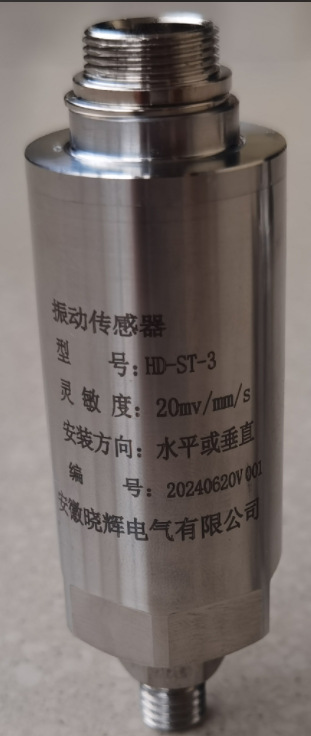 振动传感器
型 号：HD-ST-3
灵 敏 度：20mv/mm/s
安装方向：水平或垂直
编 号：20240620V001
安徽晓辉电气有限公司